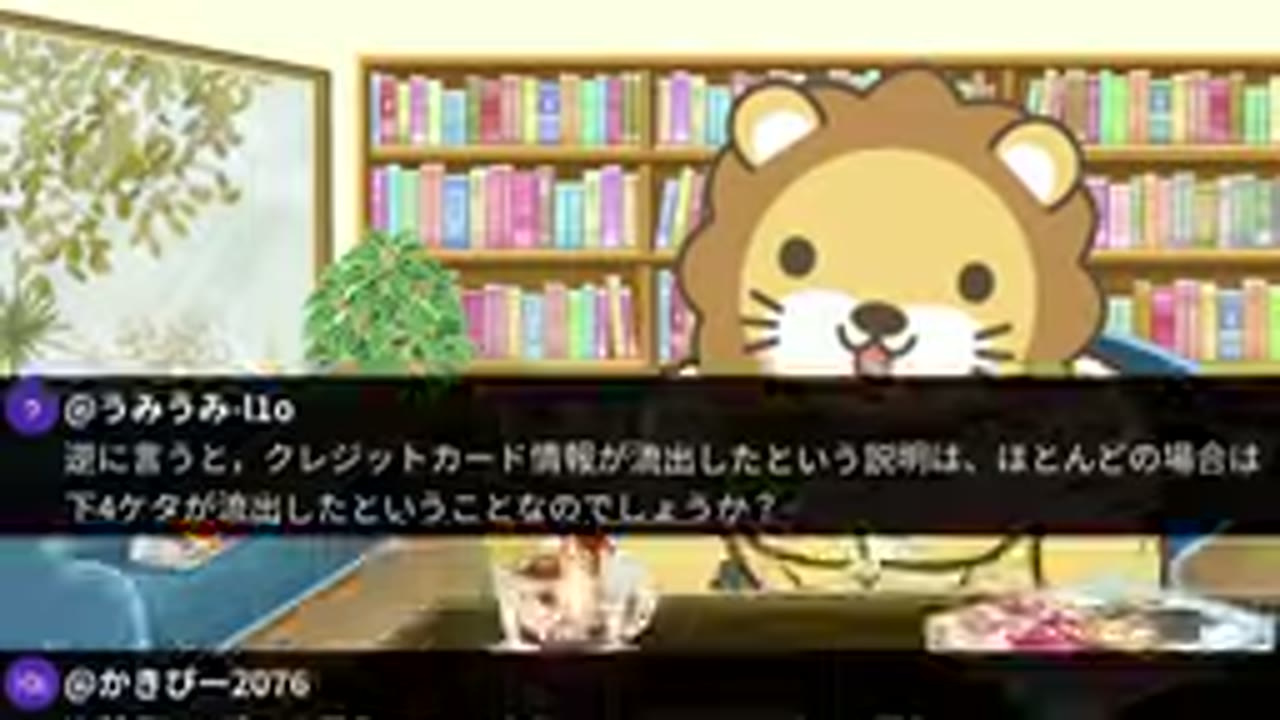 @うみうみ-l1o
逆に言うと，クレジットカード情報が流出したという説明は、ほとんどの場合は
下4ケタが流出したということなのでしょうか？
@かきぴー2076